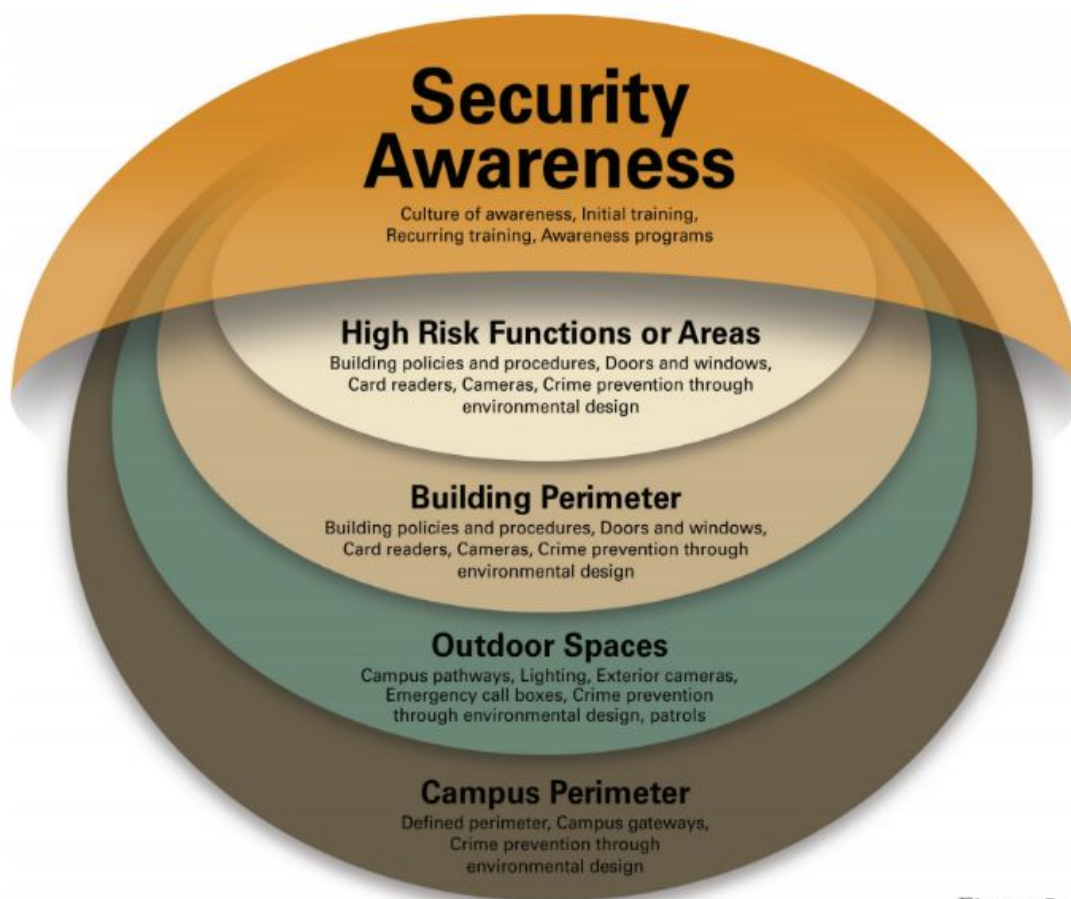 Security
Awareness
Culture of awareness, Initial training,
Recurring training, Awareness programs
High Risk Functions or Areas
Building policies and procedures, Doors and windows,
Card readers, Cameras, Crime prevention through
environmental design
Building Perimeter
Building policies and procedures, Doors and windows,
Card readers, Cameras, Crime prevention through
environmental design
Outdoor Spaces
Campus pathways, Lighting, Exterior cameras,
Emergency call boxes, Crime prevention
through environmental design, patrols
Campus Perimeter
Defined perimeter, Campus gateways,
Crime prevention through
environmental design